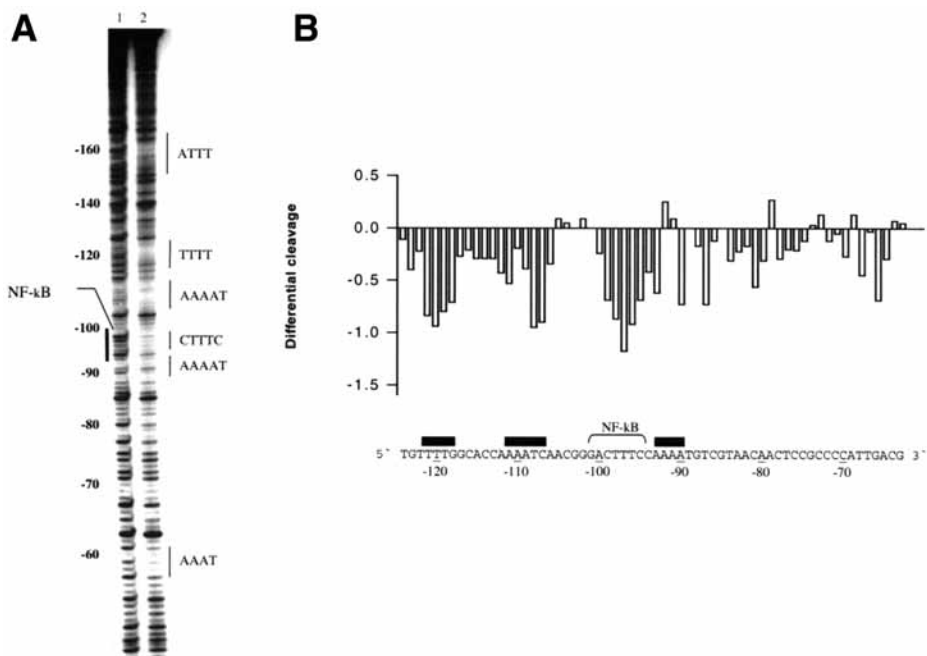 A
1 2
-160
ATTT
-140
-120
TTTT
AAAAT
NF-kB
-100
CTTTC
-90
AAAAT
-80
-70
-60
AAAT
B
Differential cleavage
0.5
0.0
-0.5
-1.0
-1.5
NF-kB
5` TGTTTTGGCACCAAAAATCAACGGGACTTTCCAAAATGTCGTAACAACTCCGCCCCATTGACG 3`
-120 -110 -100 -90 -80 -70